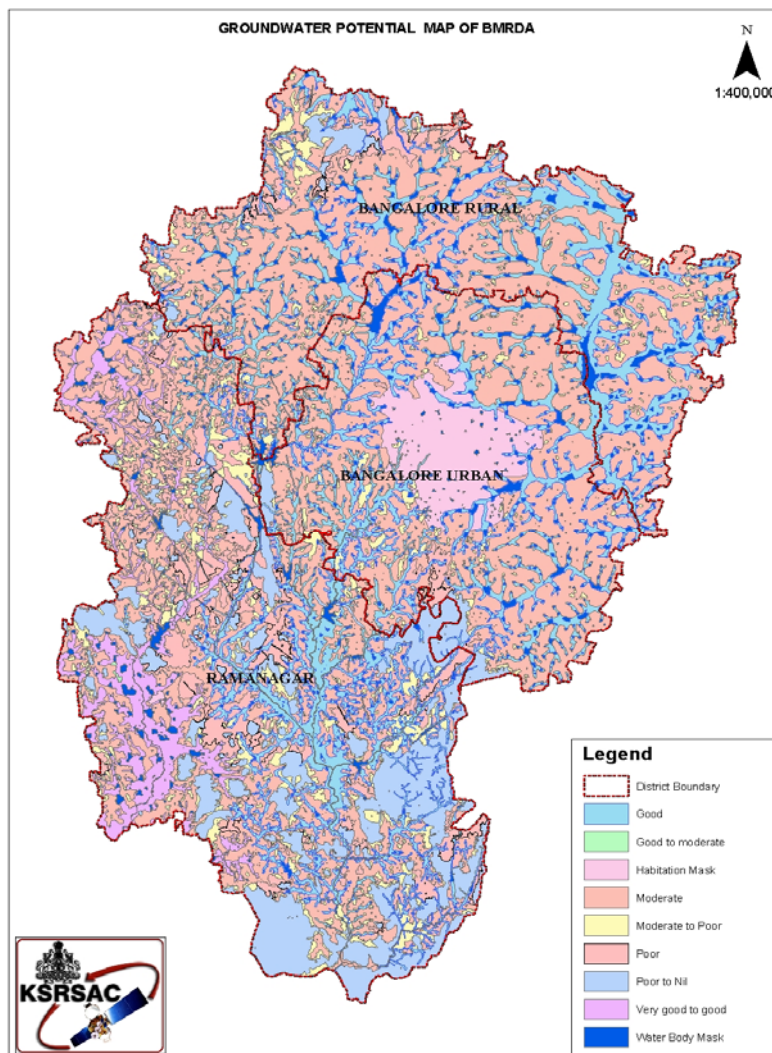 GROUNDWATER POTENTIAL MAP OF BMRDA
N
1:400,000
BANGALORE RURAL
BANGALORE URBAN
RAMANAGAR
Legend
District Boundary
Good
Good to moderate
Habitation Mask
Moderate
Moderate to Poor
Poor
Poor to Nil
Very good to good
Water Body Mask
KSRSAC